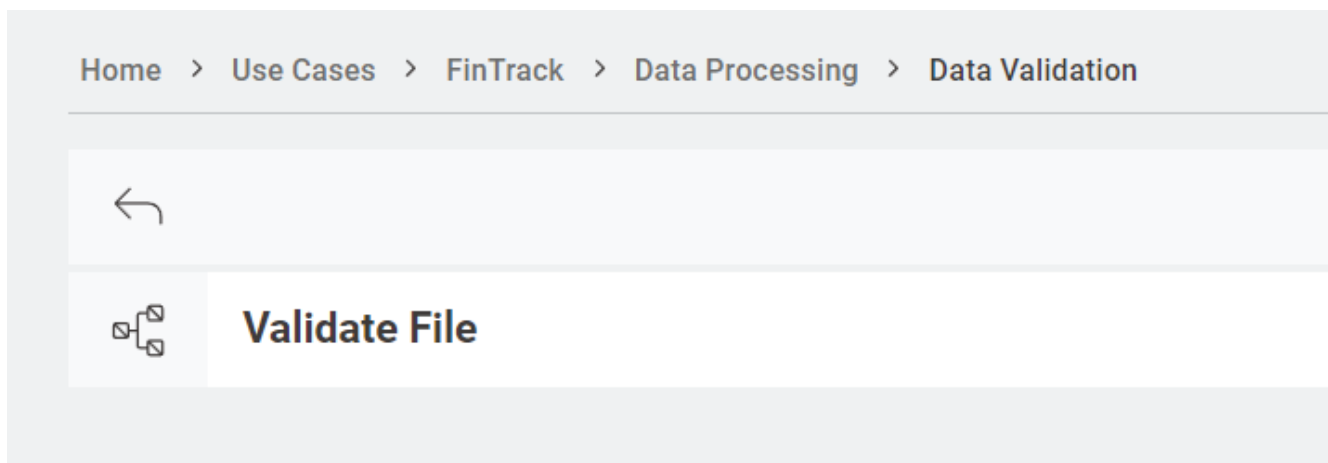 Home > Use Cases > FinTrack > Data Processing > Data Validation
Validate File